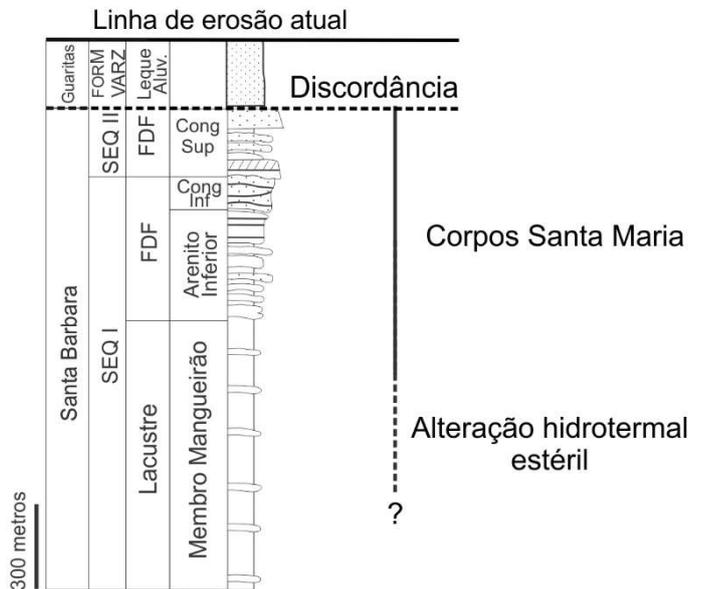 Linha de erosão atual
Guaritas
FORM
VARZ
Leque
Aluv.
Discordância
Santa Barbara
SEQ II
FDF
Cong
Sup
SEQ I
FDF
Cong
Inf
Arenito
Inferior
Lacustre
Membro Mangueirão
Corpos Santa Maria
Alteração hidrotermal
estéril
?
300 metros